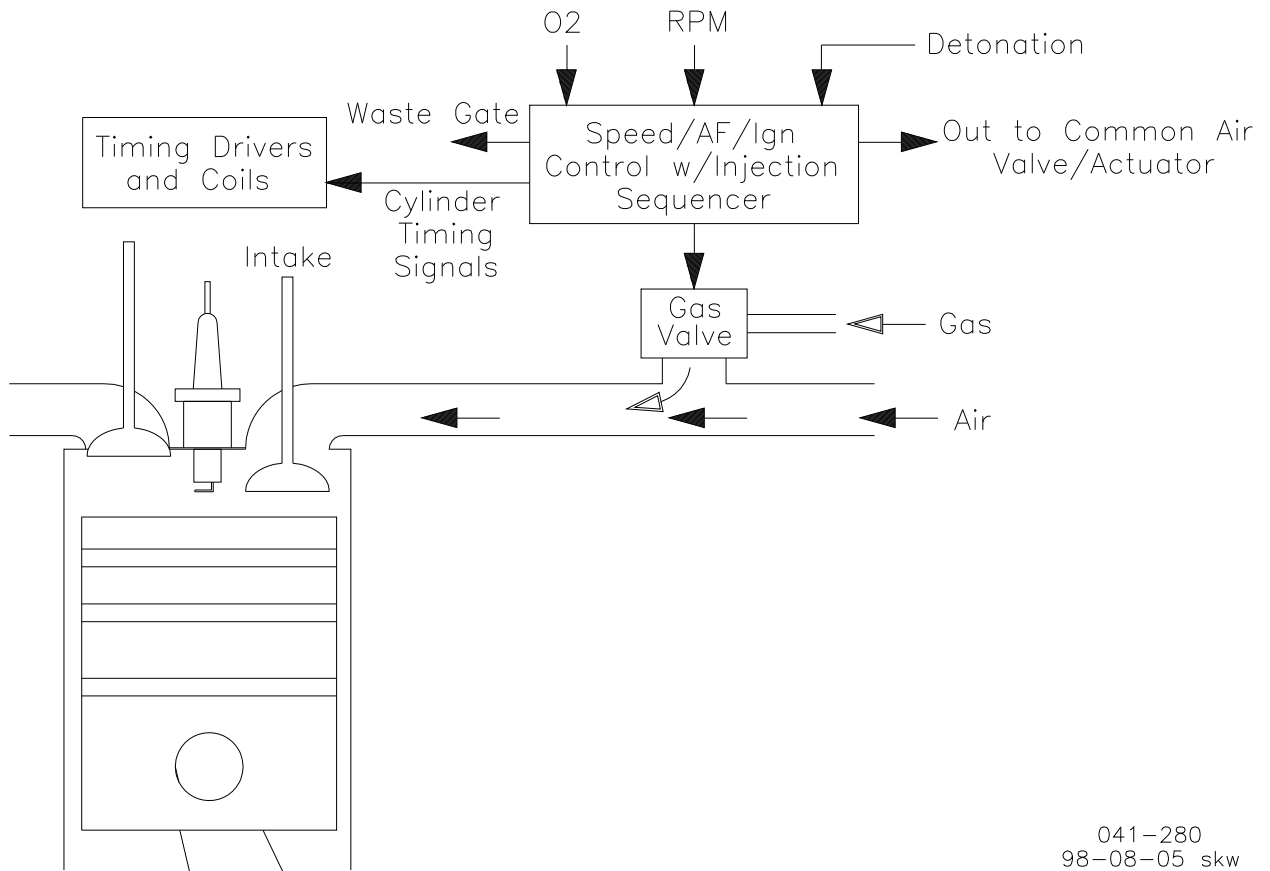 O2
RPM
Detonation
Waste Gate
Speed/AF/Ign
Control w/Injection
Sequencer
Out to Common Air
Valve/Actuator
Timing Drivers
and Coils
Cylinder
Timing
Signals
Intake
Gas
Valve
Gas
Air
041-280
98-08-05 skw